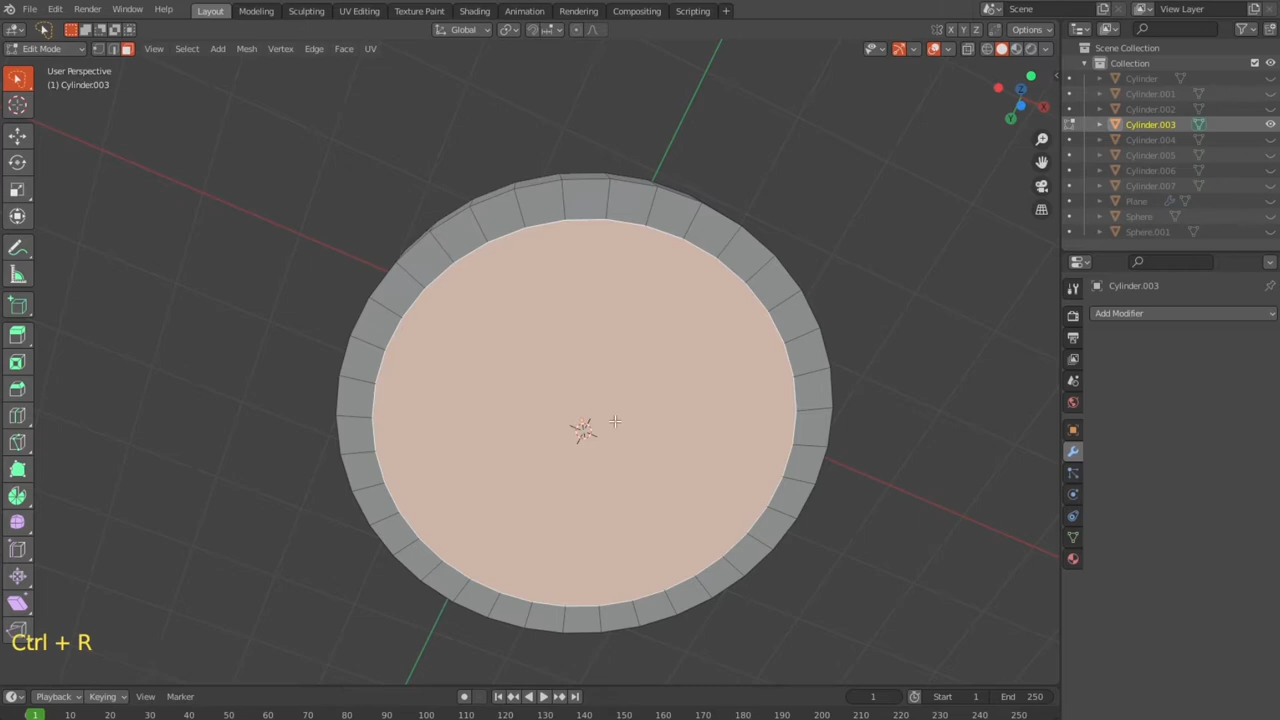 File Edit Render Window Help Layout Modeling Sculpting UV Editing Texture Paint Shading Animation Rendering Compositing Scripting + Scene View Layer
Global X Y Z Options
Edit Mode View Select Add Mesh Vertex Edge Face UV
User Perspective
(1) Cylinder.003
Z
X
Y
Scene Collection
Collection
Cylinder
Cylinder.001
Cylinder.002
Cylinder.003
Cylinder.004
Cylinder.005
Cylinder.006
Cylinder.007
Plane
Sphere
Sphere.001
Cylinder.003
Add Modifier
Ctrl + R
Playback Keying View Marker 1 Start 1 End 250
1 10 20 30 40 50 60 70 80 90 100 110 120 130 140 150 160 170 180 190 200 210 220 230 240 250